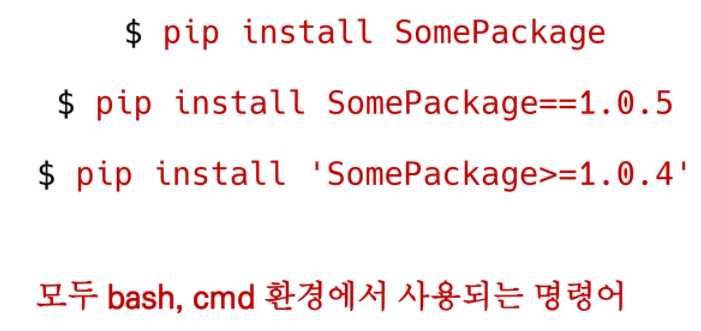 $ pip install SomePackage
$ pip install SomePackage==1.0.5
$ pip install 'SomePackage>=1.0.4'
모두 bash, cmd 환경에서 사용되는 명령어